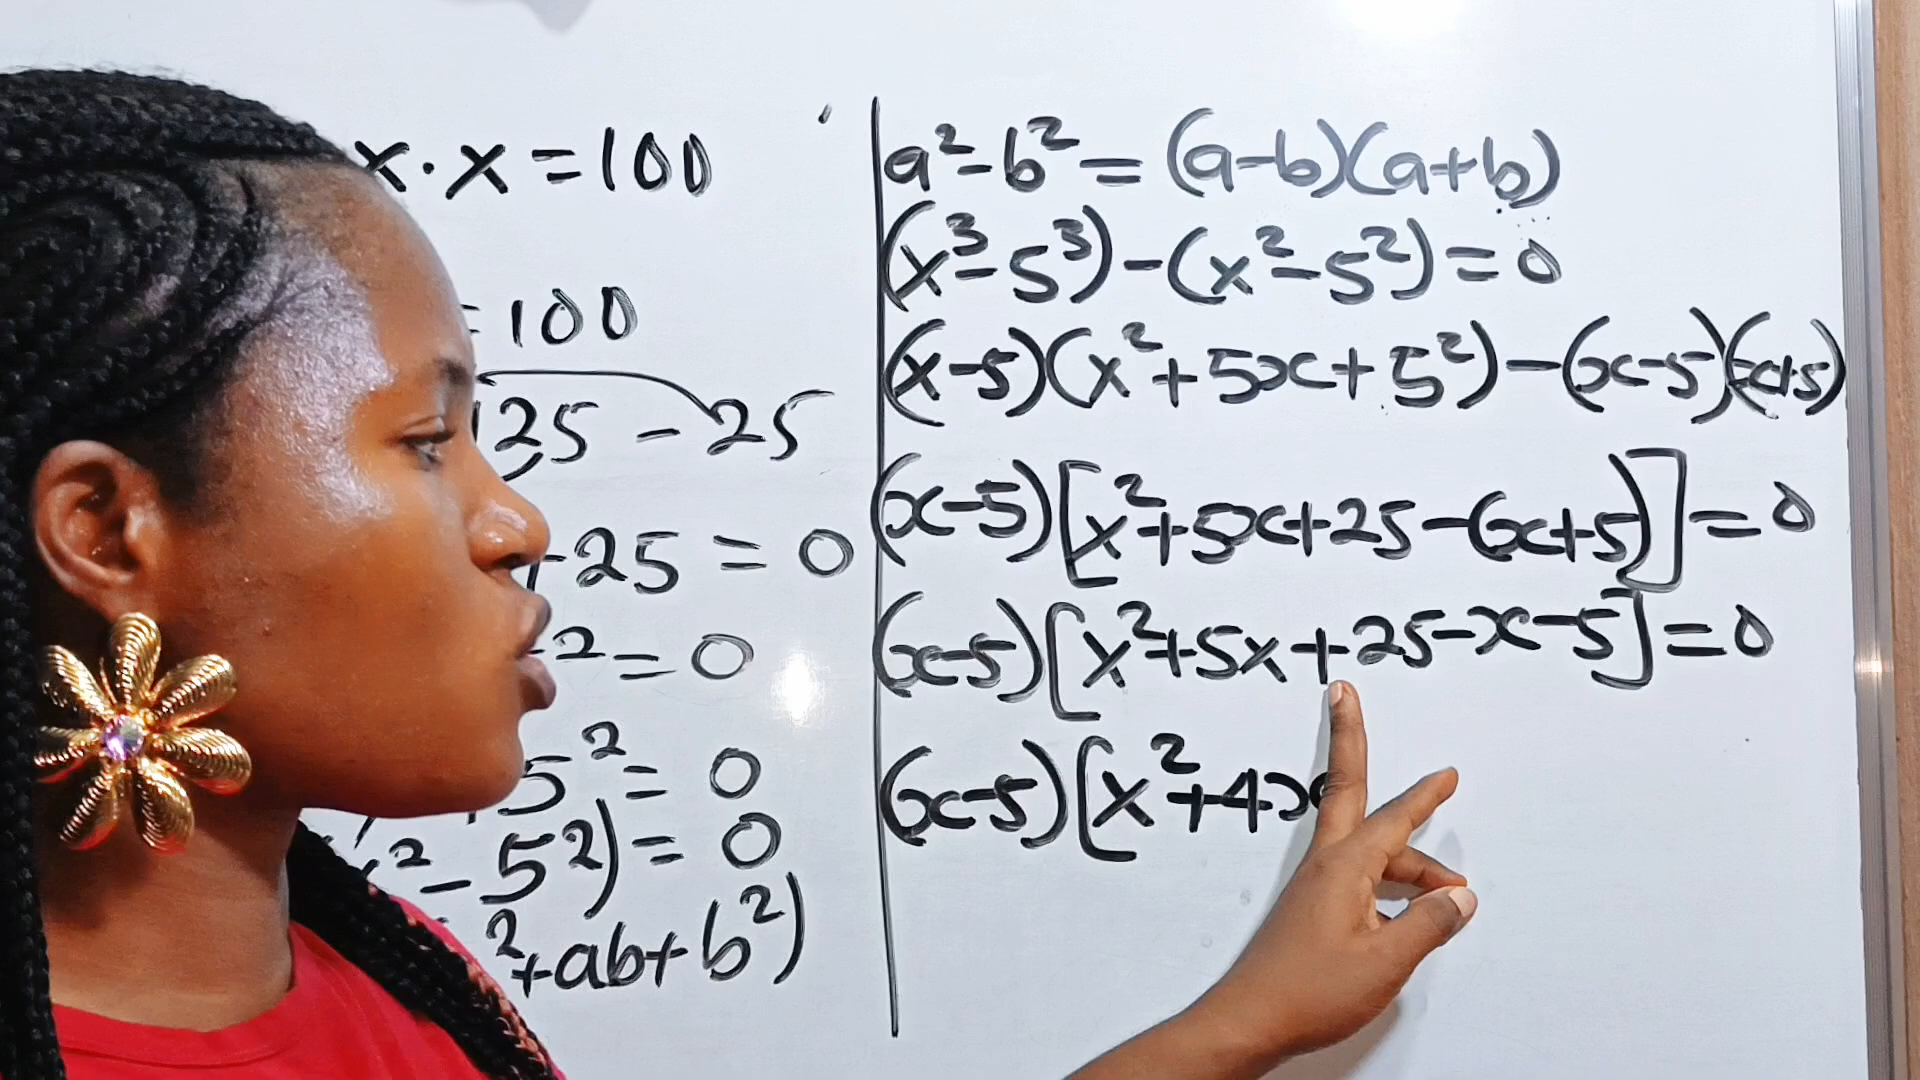 x·x=100
=100
125-25
+25=0
2=0
5²=0
x²-5²)=0
²+ab+b²)
a²-b²=(a-b)(a+b)
(x³-5³)-(x²-5²)=0
(x-5)(x²+5x+5²)-(x-5)(x+5)
(x-5)[x²+5x+25-(x+5)]=0
(x-5)[x²+5x+25-x-5]=0
(x-5)[x²+4x